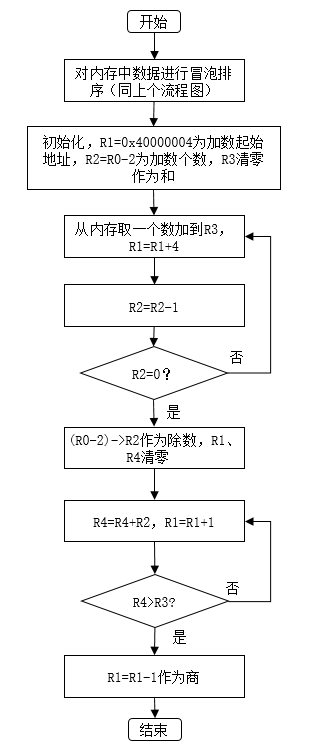 开始
对内存中数据进行冒泡排
序（同上个流程图）
初始化，R1=0x40000004为加数起始
地址，R2=R0-2为加数个数，R3清零
作为和
从内存取一个数加到R3，
R1=R1+4
R2=R2-1
R2=0？
否
是
(R0-2)->R2作为除数，R1、
R4清零
R4=R4+R2，R1=R1+1
R4>R3?
否
是
R1=R1-1作为商
结束